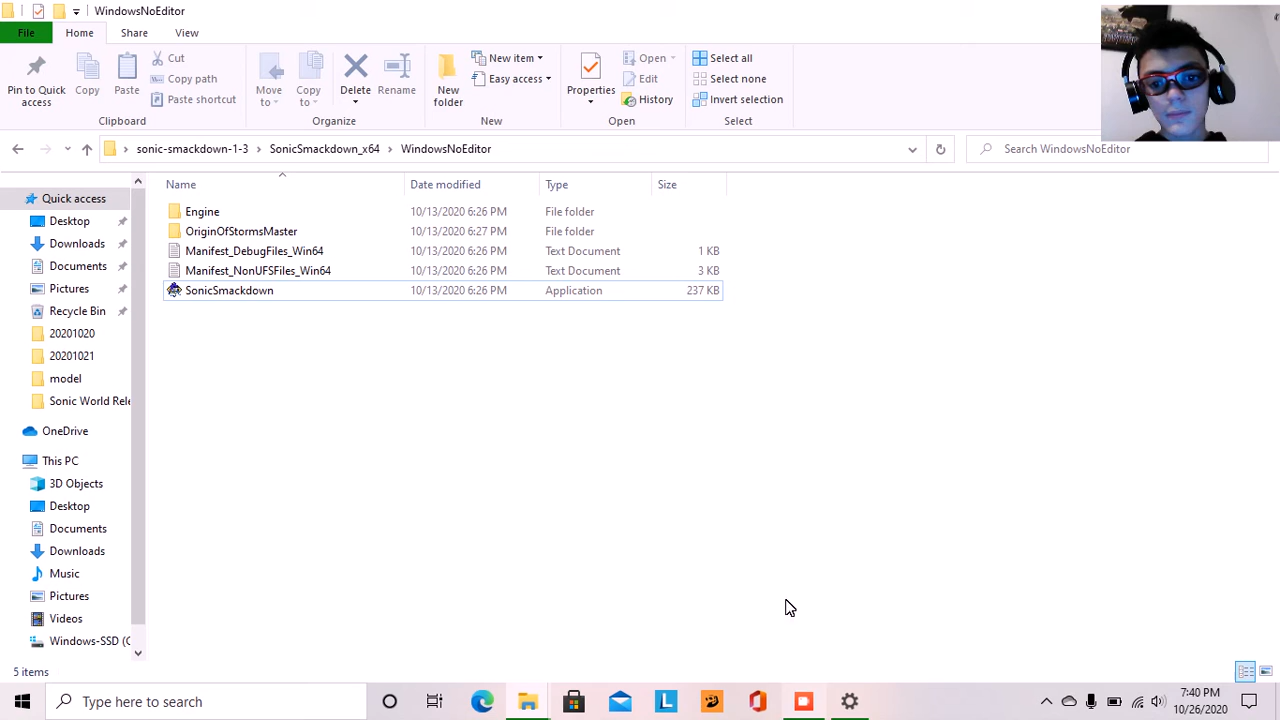 WindowsNoEditor
File Home Share View
Pin to Quick access
Copy
Paste
Cut
Copy path
Paste shortcut
Clipboard
Move to
Copy to
Delete
Rename
Organize
New folder
New item
Easy access
New
Properties
Open
Edit
History
Open
Select all
Select none
Invert selection
Select
sonic-smackdown-1-3 SonicSmackdown_x64 WindowsNoEditor
Search WindowsNoEditor
Name Date modified Type Size
Engine 10/13/2020 6:26 PM File folder
OriginOfStormsMaster 10/13/2020 6:27 PM File folder
Manifest_DebugFiles_Win64 10/13/2020 6:26 PM Text Document 1 KB
Manifest_NonUFSFiles_Win64 10/13/2020 6:26 PM Text Document 3 KB
SonicSmackdown 10/13/2020 6:26 PM Application 237 KB
Quick access
Desktop
Downloads
Documents
Pictures
Recycle Bin
20201020
20201021
model
Sonic World Rele
OneDrive
This PC
3D Objects
Desktop
Documents
Downloads
Music
Pictures
Videos
Windows-SSD (C
5 items
Type here to search
L
7:40 PM
10/26/2020